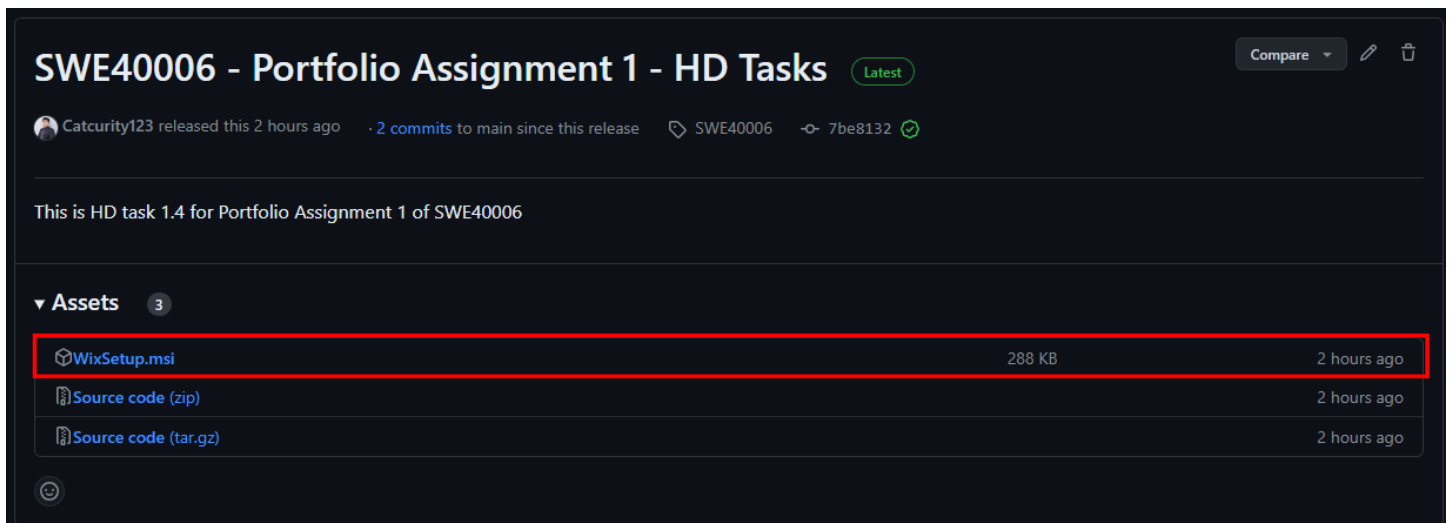 SWE40006 - Portfolio Assignment 1 - HD Tasks Latest Compare
Catcurity123 released this 2 hours ago · 2 commits to main since this release SWE40006 7be8132
This is HD task 1.4 for Portfolio Assignment 1 of SWE40006
Assets 3
WixSetup.msi 288 KB 2 hours ago
Source code (zip) 2 hours ago
Source code (tar.gz) 2 hours ago